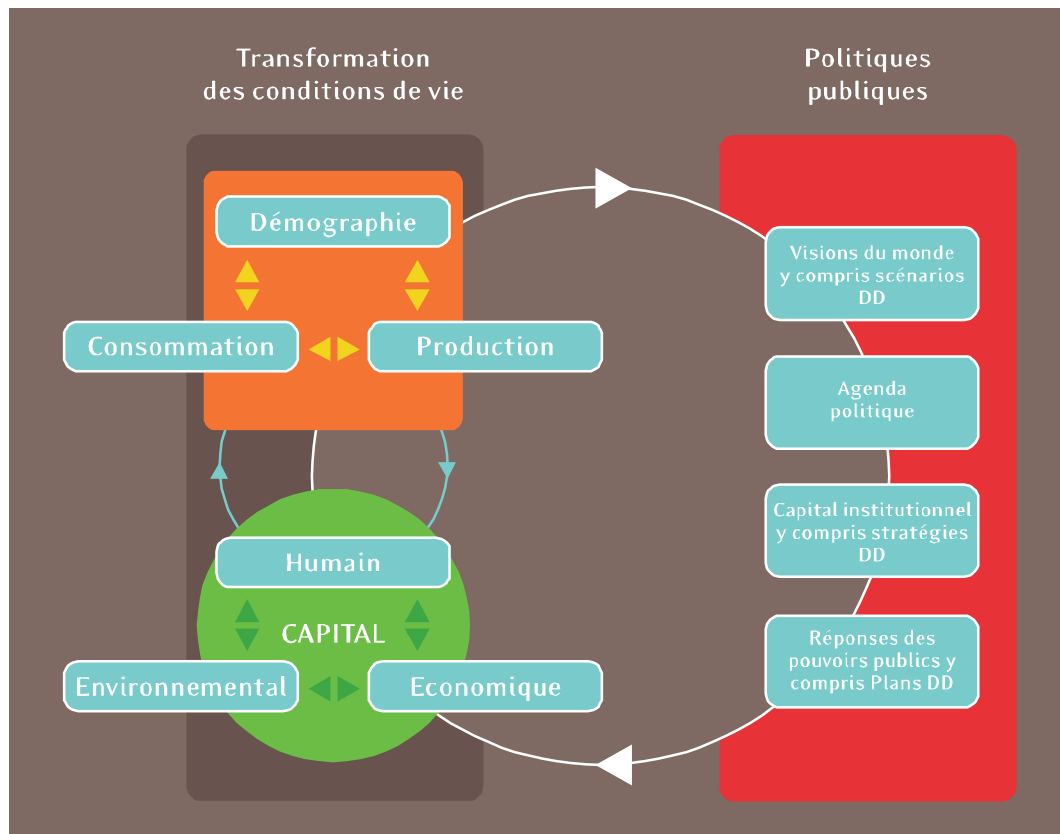 Transformation
des conditions de vie
Démographie
Consommation
Production
Humain
CAPITAL
Environnemental
Economique
Politiques
publiques
Visions du monde
y compris scénarios
DD
Agenda
politique
Capital institutionnel
y compris stratégies
DD
Réponses des
pouvoirs publics y
compris Plans DD